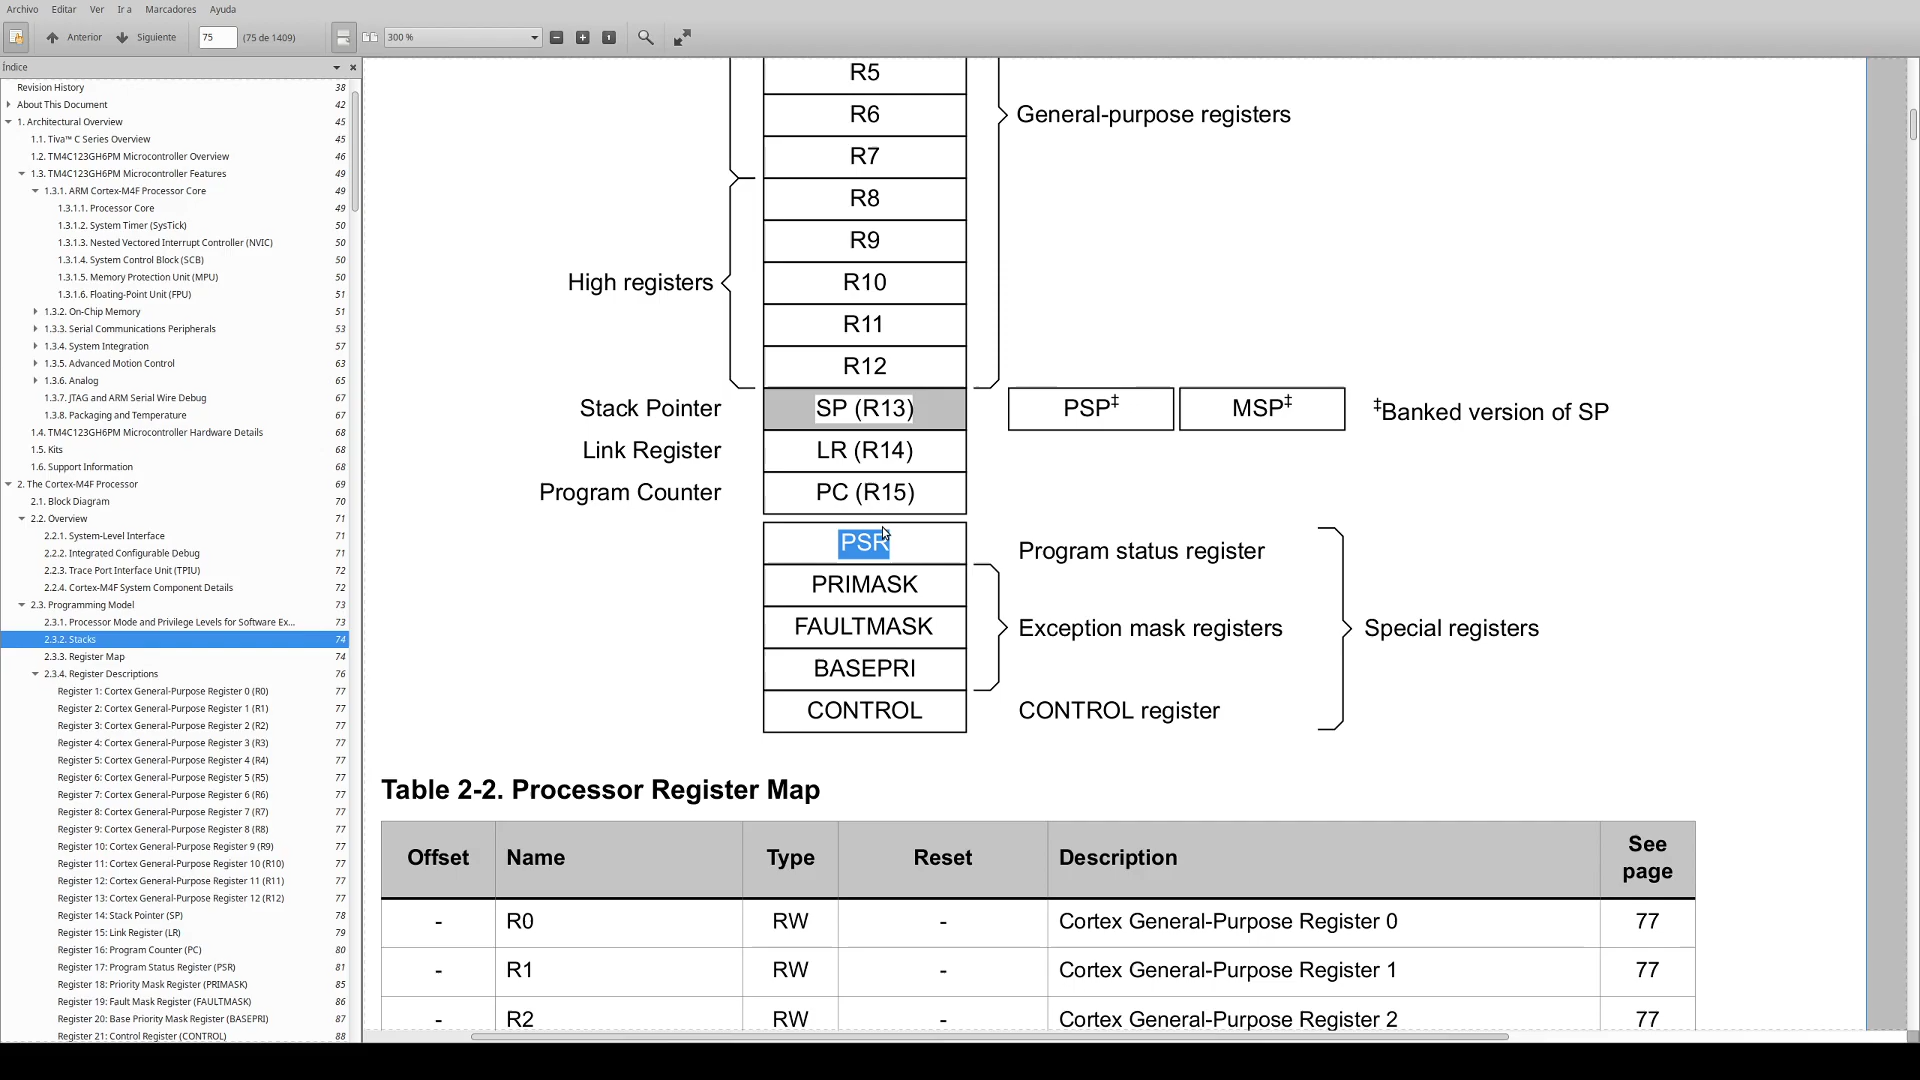 Archivo Editar Ver Ir a Marcadores Ayuda
Anterior Siguiente 75 (75 de 1409) 300 %
Índice
Revision History 38
About This Document 42
1. Architectural Overview 45
1.1. Tiva™ C Series Overview 45
1.2. TM4C123GH6PM Microcontroller Overview 46
1.3. TM4C123GH6PM Microcontroller Features 49
1.3.1. ARM Cortex-M4F Processor Core 49
1.3.1.1. Processor Core 49
1.3.1.2. System Timer (SysTick) 50
1.3.1.3. Nested Vectored Interrupt Controller (NVIC) 50
1.3.1.4. System Control Block (SCB) 50
1.3.1.5. Memory Protection Unit (MPU) 50
1.3.1.6. Floating-Point Unit (FPU) 51
1.3.2. On-Chip Memory 51
1.3.3. Serial Communications Peripherals 53
1.3.4. System Integration 57
1.3.5. Advanced Motion Control 63
1.3.6. Analog 65
1.3.7. JTAG and ARM Serial Wire Debug 67
1.3.8. Packaging and Temperature 67
1.4. TM4C123GH6PM Microcontroller Hardware Details 68
1.5. Kits 68
1.6. Support Information 68
2. The Cortex-M4F Processor 69
2.1. Block Diagram 70
2.2. Overview 71
2.2.1. System-Level Interface 71
2.2.2. Integrated Configurable Debug 71
2.2.3. Trace Port Interface Unit (TPIU) 72
2.2.4. Cortex-M4F System Component Details 72
2.3. Programming Model 73
2.3.1. Processor Mode and Privilege Levels for Software Ex... 73
2.3.2. Stacks 74
2.3.3. Register Map 74
2.3.4. Register Descriptions 76
Register 1: Cortex General-Purpose Register 0 (R0) 77
Register 2: Cortex General-Purpose Register 1 (R1) 77
Register 3: Cortex General-Purpose Register 2 (R2) 77
Register 4: Cortex General-Purpose Register 3 (R3) 77
Register 5: Cortex General-Purpose Register 4 (R4) 77
Register 6: Cortex General-Purpose Register 5 (R5) 77
Register 7: Cortex General-Purpose Register 6 (R6) 77
Register 8: Cortex General-Purpose Register 7 (R7) 77
Register 9: Cortex General-Purpose Register 8 (R8) 77
Register 10: Cortex General-Purpose Register 9 (R9) 77
Register 11: Cortex General-Purpose Register 10 (R10) 77
Register 12: Cortex General-Purpose Register 11 (R11) 77
Register 13: Cortex General-Purpose Register 12 (R12) 77
Register 14: Stack Pointer (SP) 78
Register 15: Link Register (LR) 79
Register 16: Program Counter (PC) 80
Register 17: Program Status Register (PSR) 81
Register 18: Priority Mask Register (PRIMASK) 85
Register 19: Fault Mask Register (FAULTMASK) 86
Register 20: Base Priority Mask Register (BASEPRI) 87
Register 21: Control Register (CONTROL) 88
R5
R6 General-purpose registers
R7
R8
R9
High registers R10
R11
R12
Stack Pointer SP (R13) PSP‡ MSP‡ ‡Banked version of SP
Link Register LR (R14)
Program Counter PC (R15)
PSR Program status register
PRIMASK
FAULTMASK Exception mask registers Special registers
BASEPRI
CONTROL CONTROL register
Table 2-2. Processor Register Map
Offset Name Type Reset Description See page
- R0 RW - Cortex General-Purpose Register 0 77
- R1 RW - Cortex General-Purpose Register 1 77
- R2 RW - Cortex General-Purpose Register 2 77